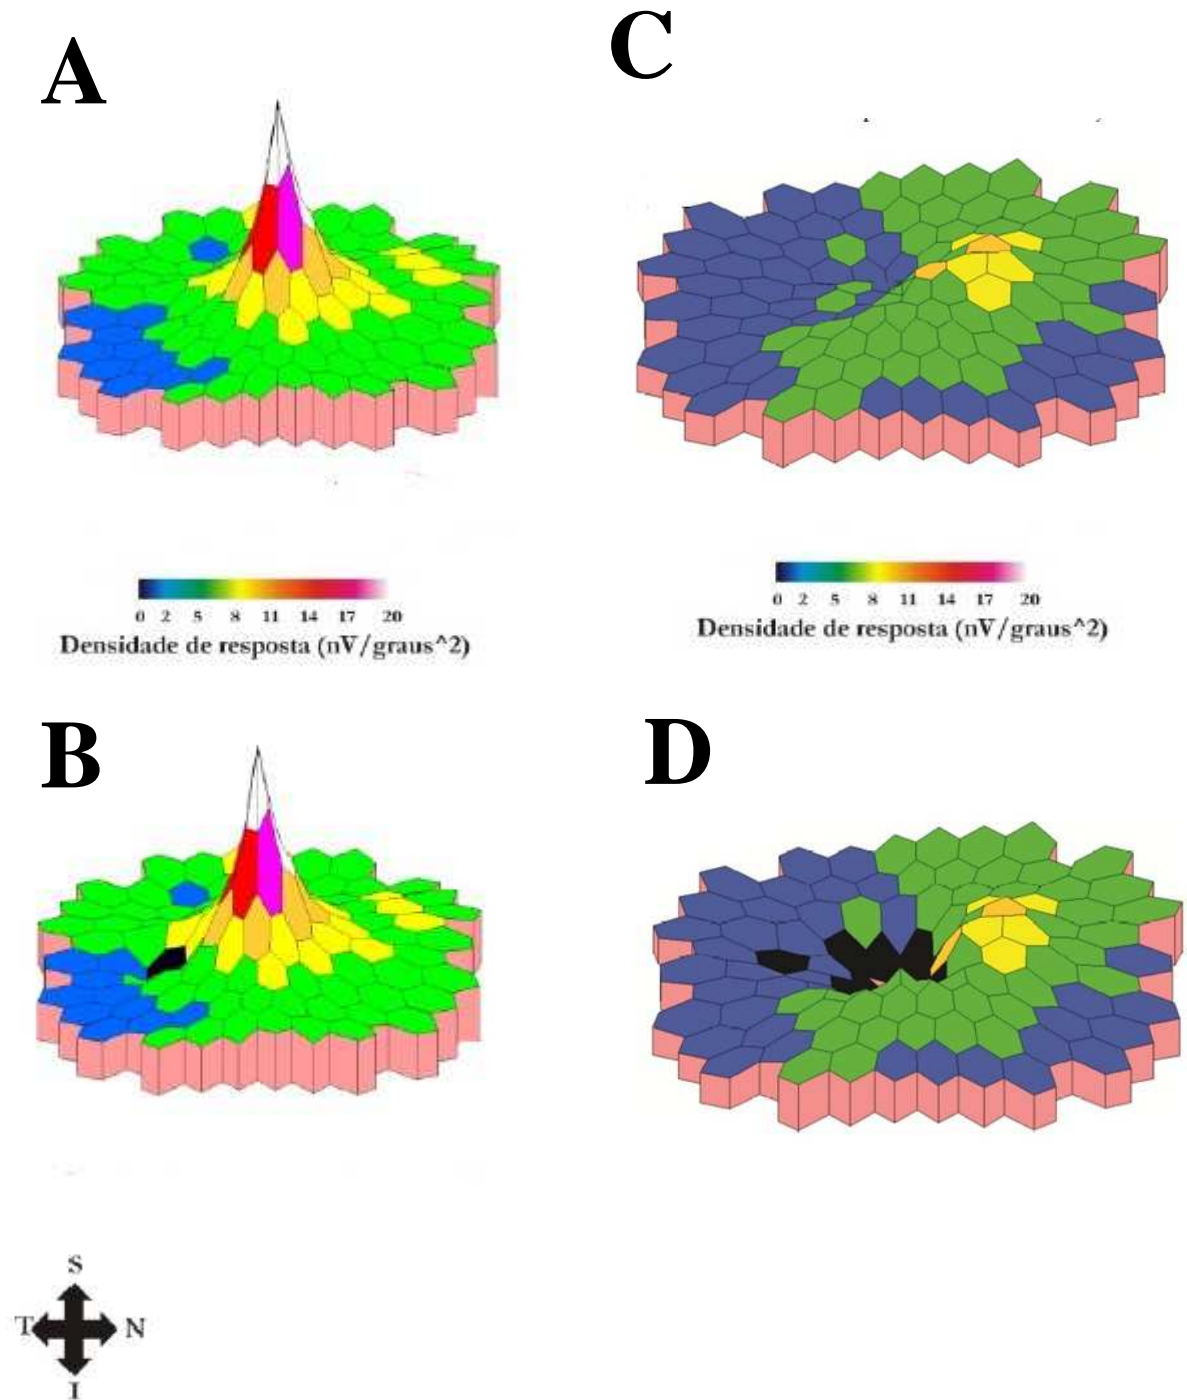 A
C
0 2 5 8 11 14 17 20
Densidade de resposta (nV/graus^2)
0 2 5 8 11 14 17 20
Densidade de resposta (nV/graus^2)
B
D
S
T N
I